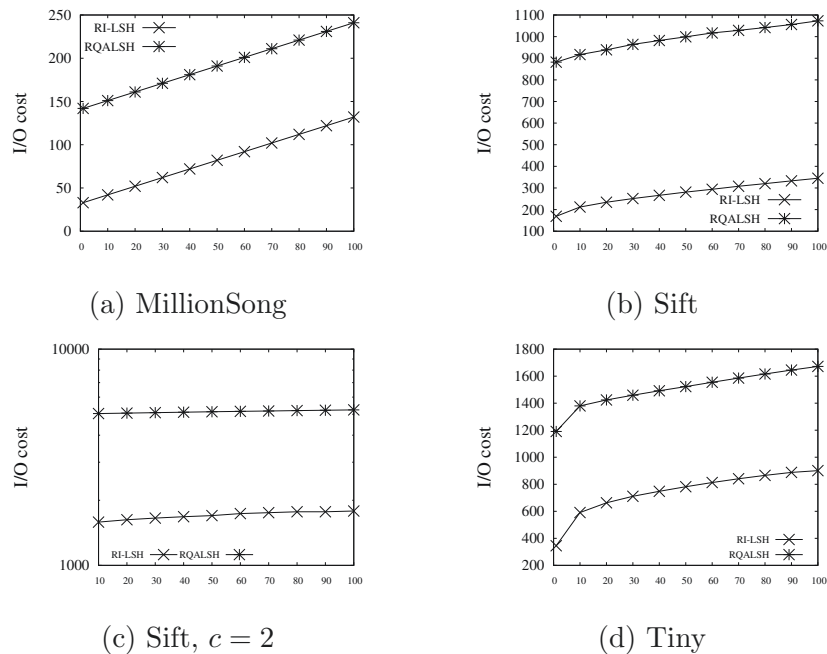 250
200
150
100
50
0
I/O cost
RI-LSH
RQALSH
0 10 20 30 40 50 60 70 80 90 100
(a) MillionSong
1100
1000
900
800
700
600
500
400
300
200
100
I/O cost
RI-LSH
RQALSH
0 10 20 30 40 50 60 70 80 90 100
(b) Sift
10000
1000
I/O cost
RI-LSH RQALSH
10 20 30 40 50 60 70 80 90 100
(c) Sift, c = 2
1800
1600
1400
1200
1000
800
600
400
200
I/O cost
RI-LSH
RQALSH
0 10 20 30 40 50 60 70 80 90 100
(d) Tiny